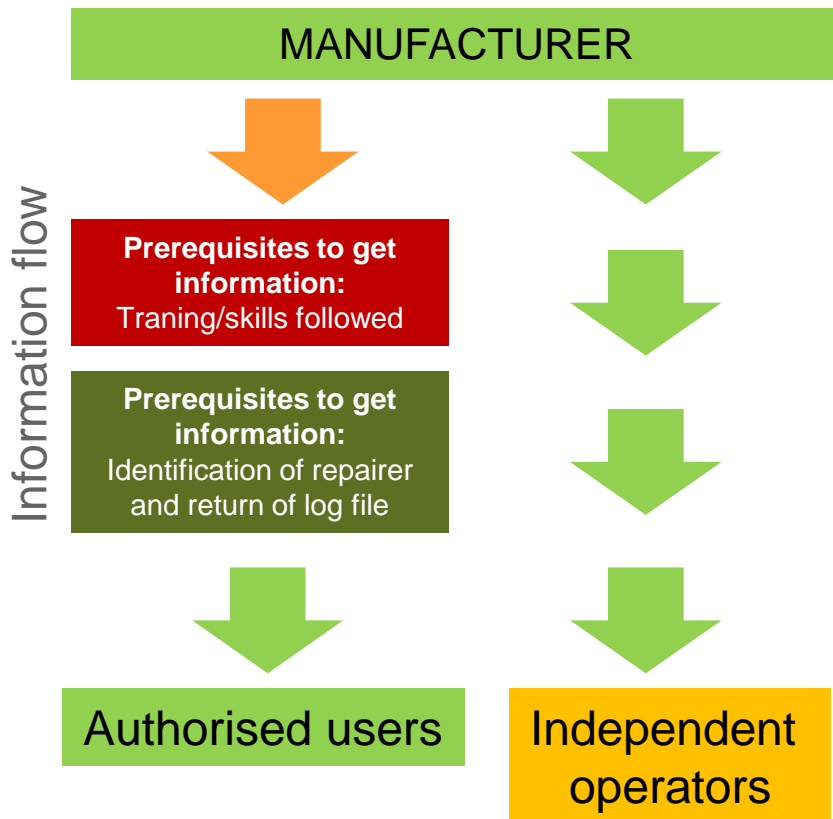 MANUFACTURER
Information flow
Prerequisites to get
information:
Traning/skills followed
Prerequisites to get
information:
Identification of repairer
and return of log file
Authorised users
Independent
operators